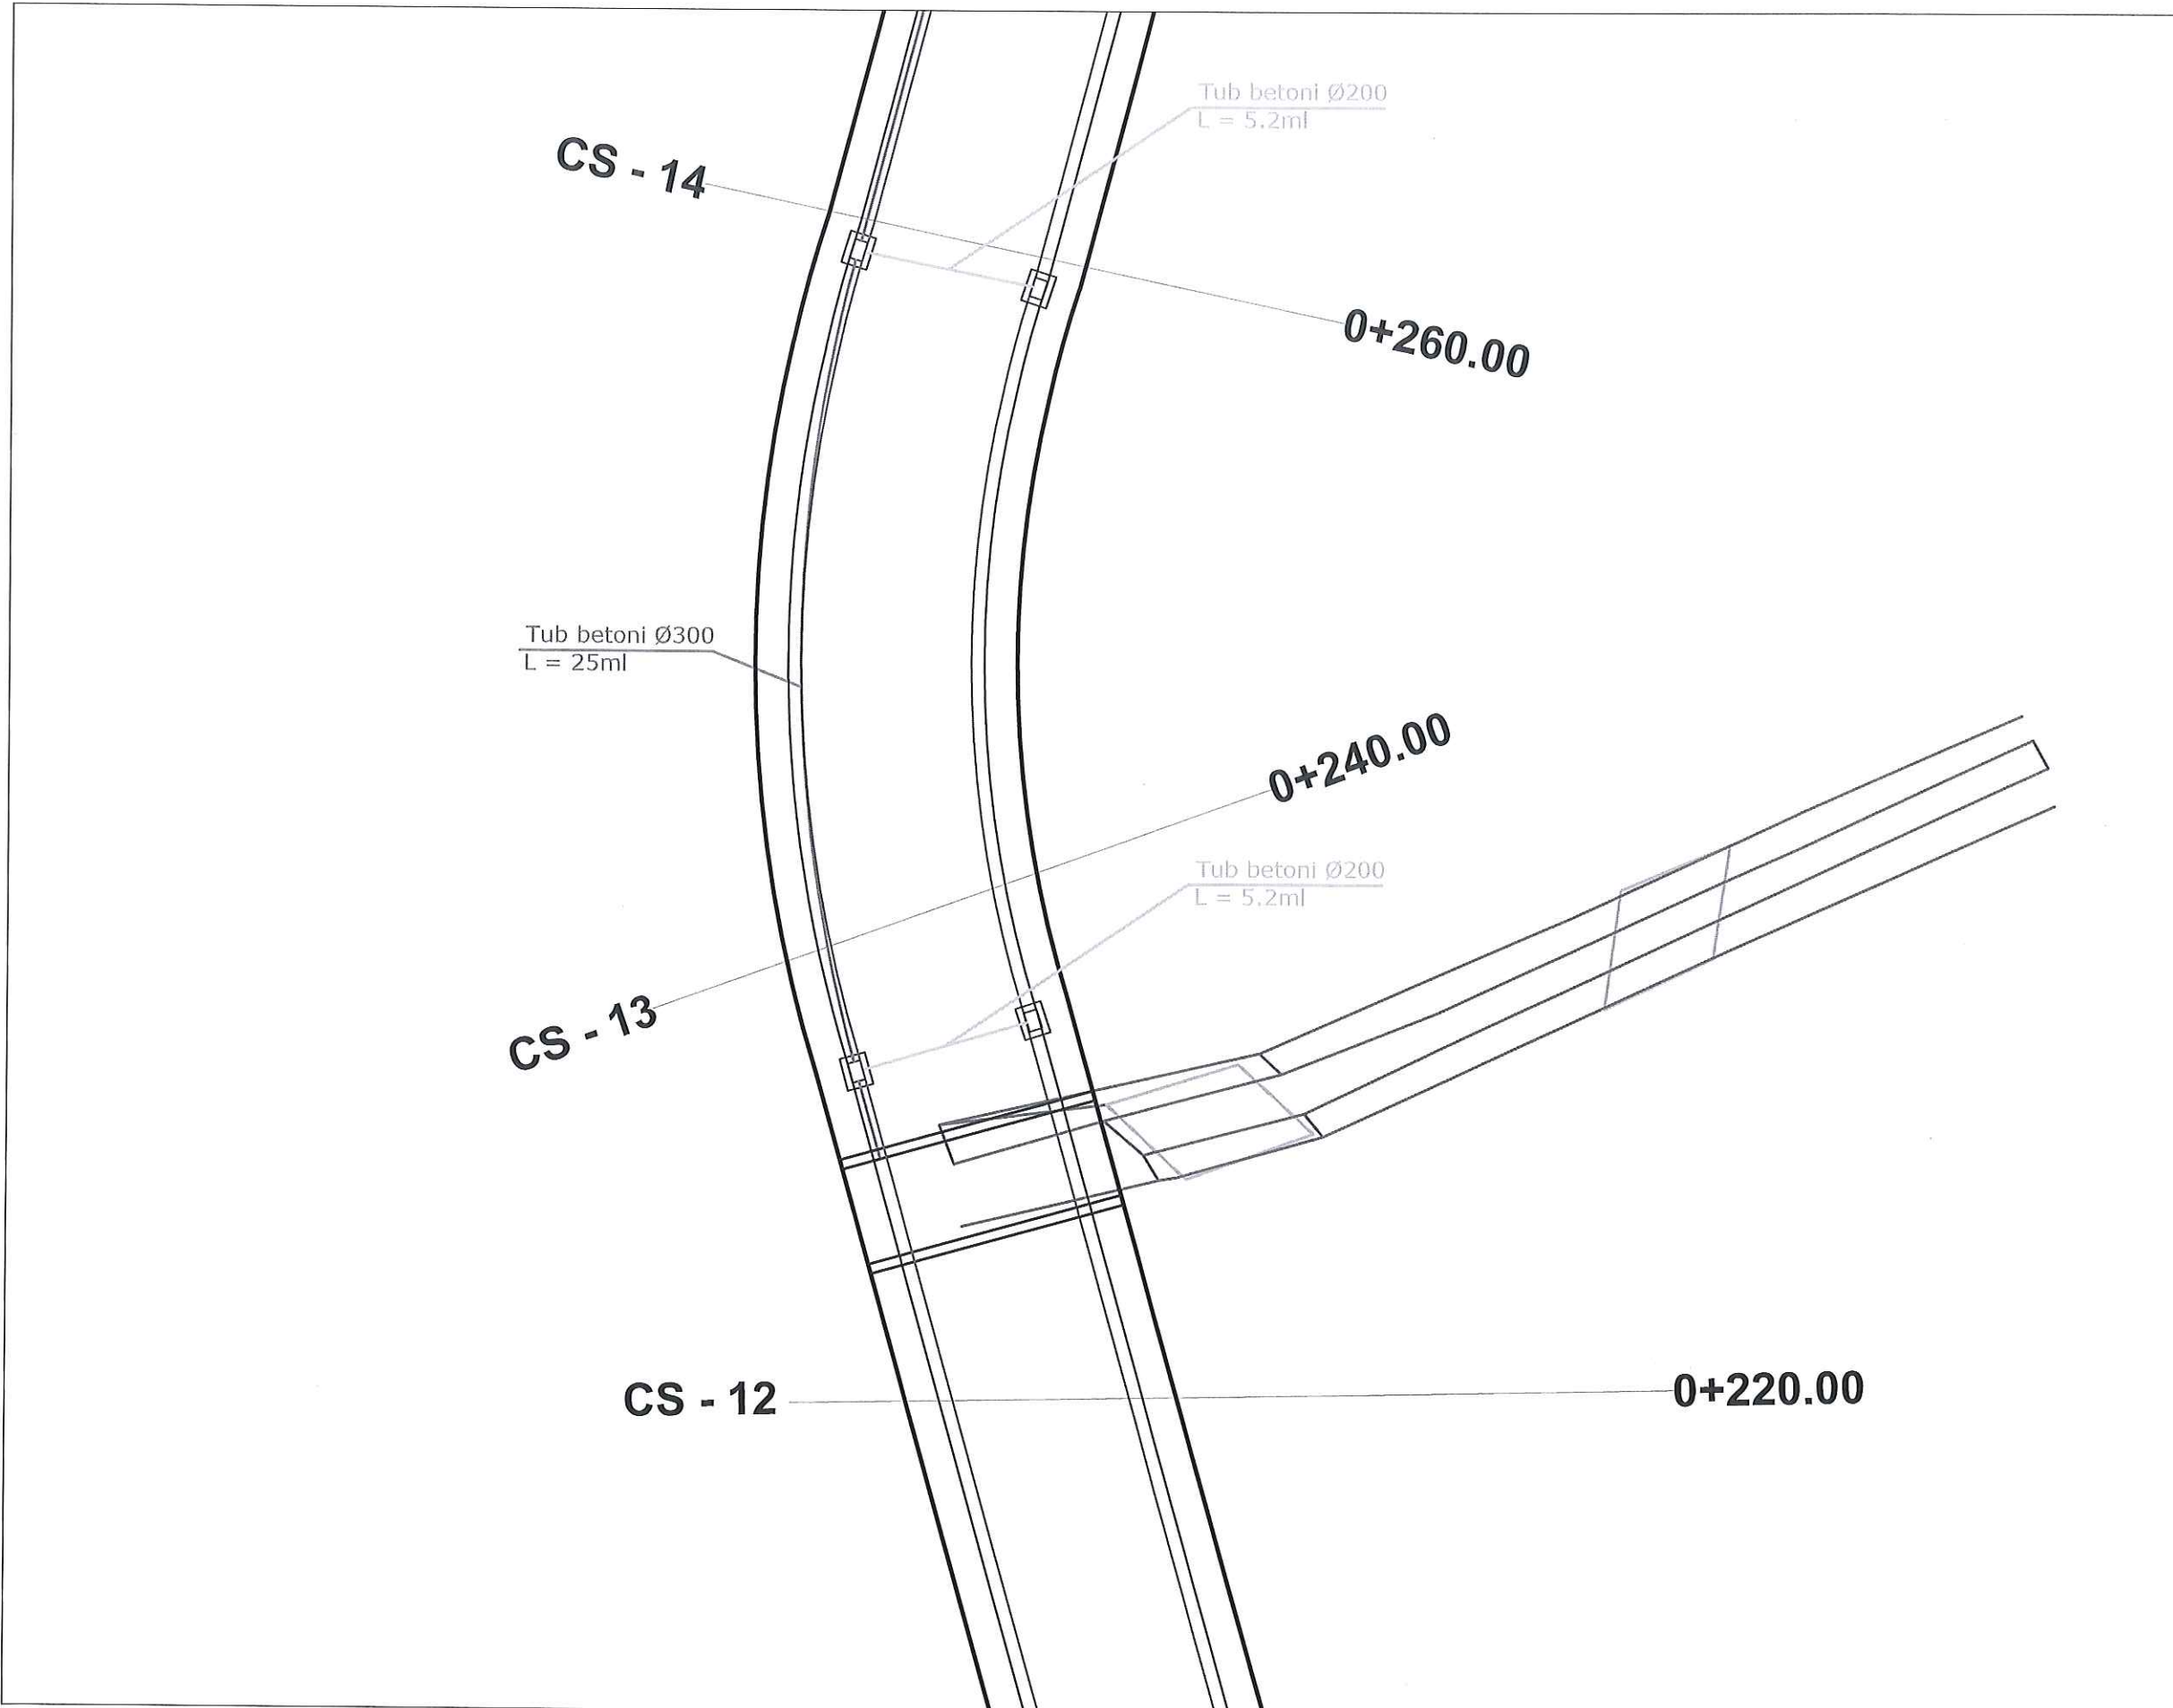 Tub betoni Ø200
L = 5.2ml
CS - 14
0+260.00
Tub betoni Ø300
L = 25ml
0+240.00
Tub betoni Ø200
L = 5.2ml
CS - 13
CS - 12
0+220.00